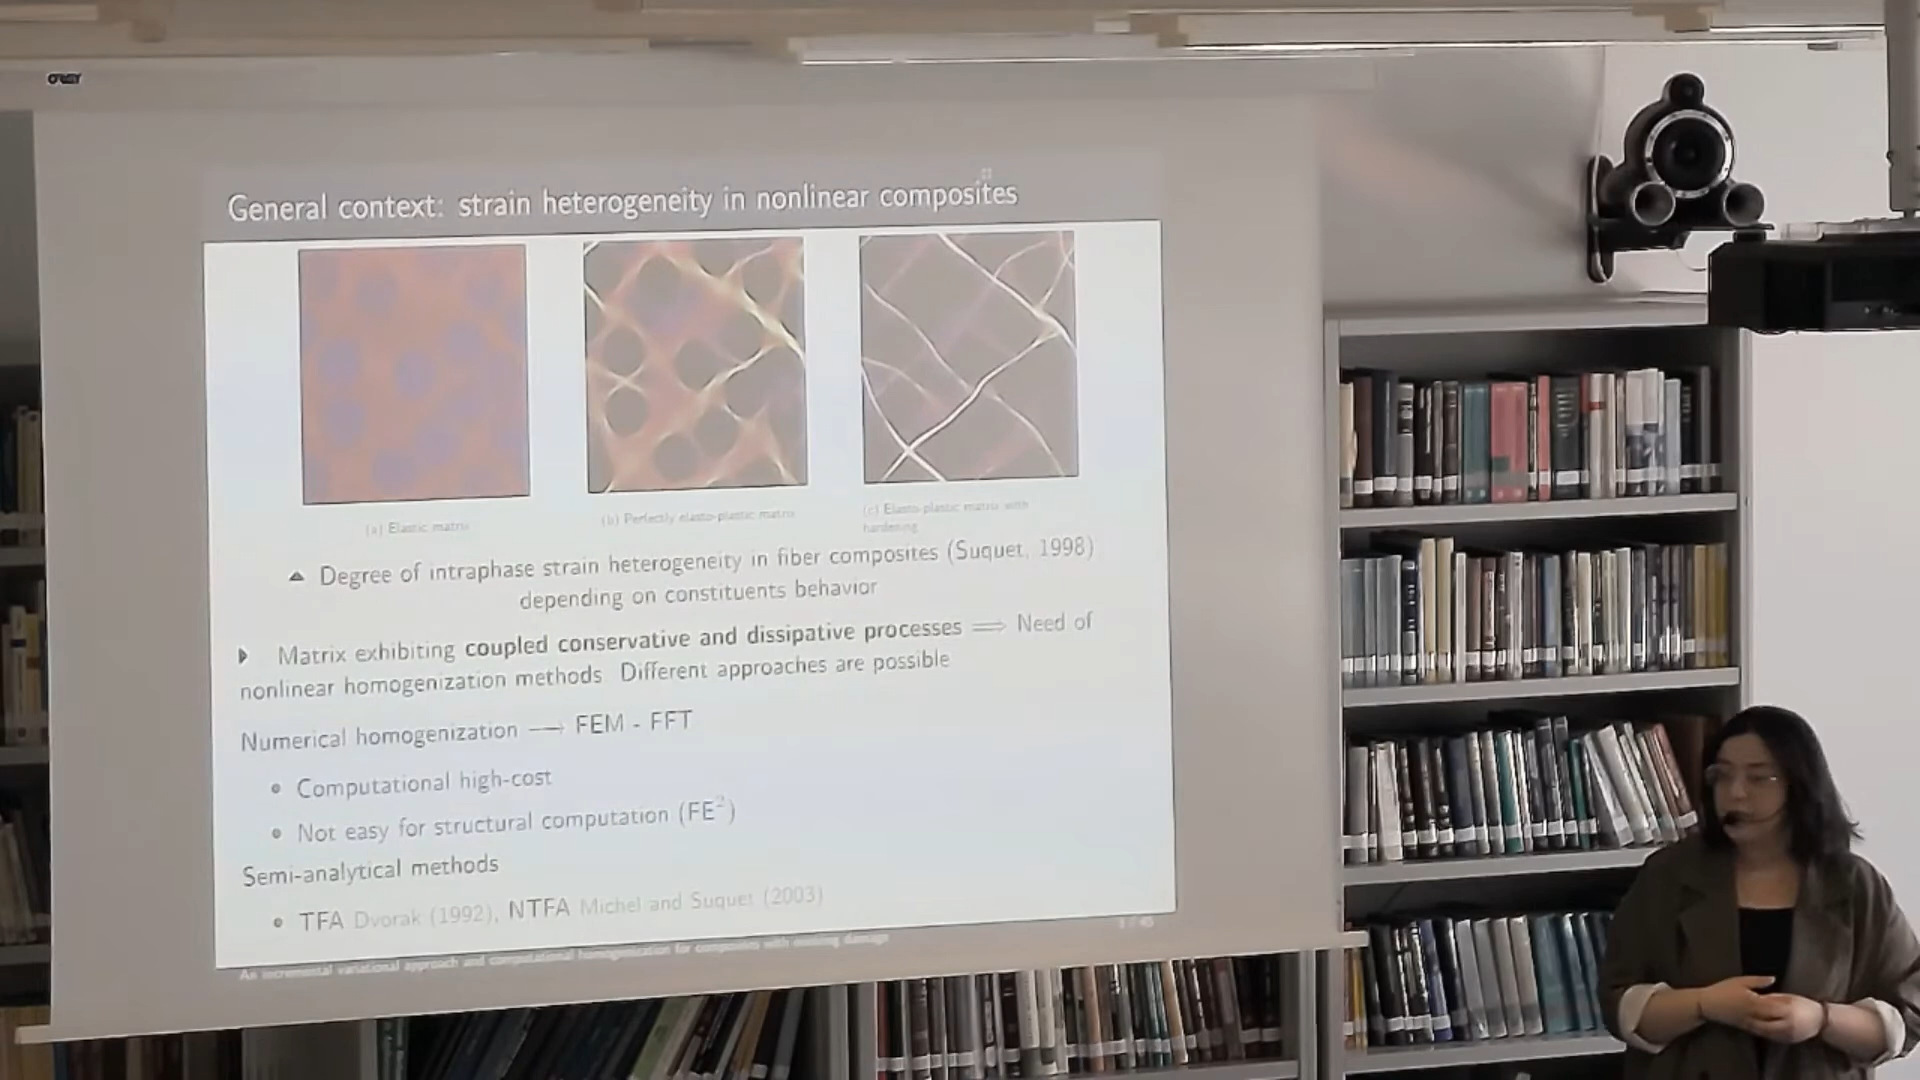 General context: strain heterogeneity in nonlinear composites
(a) Elastic matrix
(b) Perfectly elasto-plastic matrix
(c) Elasto-plastic matrix with
hardening
Degree of intraphase strain heterogeneity in fiber composites (Suquet, 1998)
depending on constituents behavior
Matrix exhibiting coupled conservative and dissipative processes ⟹ Need of
nonlinear homogenization methods Different approaches are possible
Numerical homogenization ⟶ FEM - FFT
• Computational high-cost
• Not easy for structural computation (FE²)
Semi-analytical methods
• TFA Dvorak (1992), NTFA Michel and Suquet (2003)
An incremental variational approach and computational homogenization for composites with evolving damage